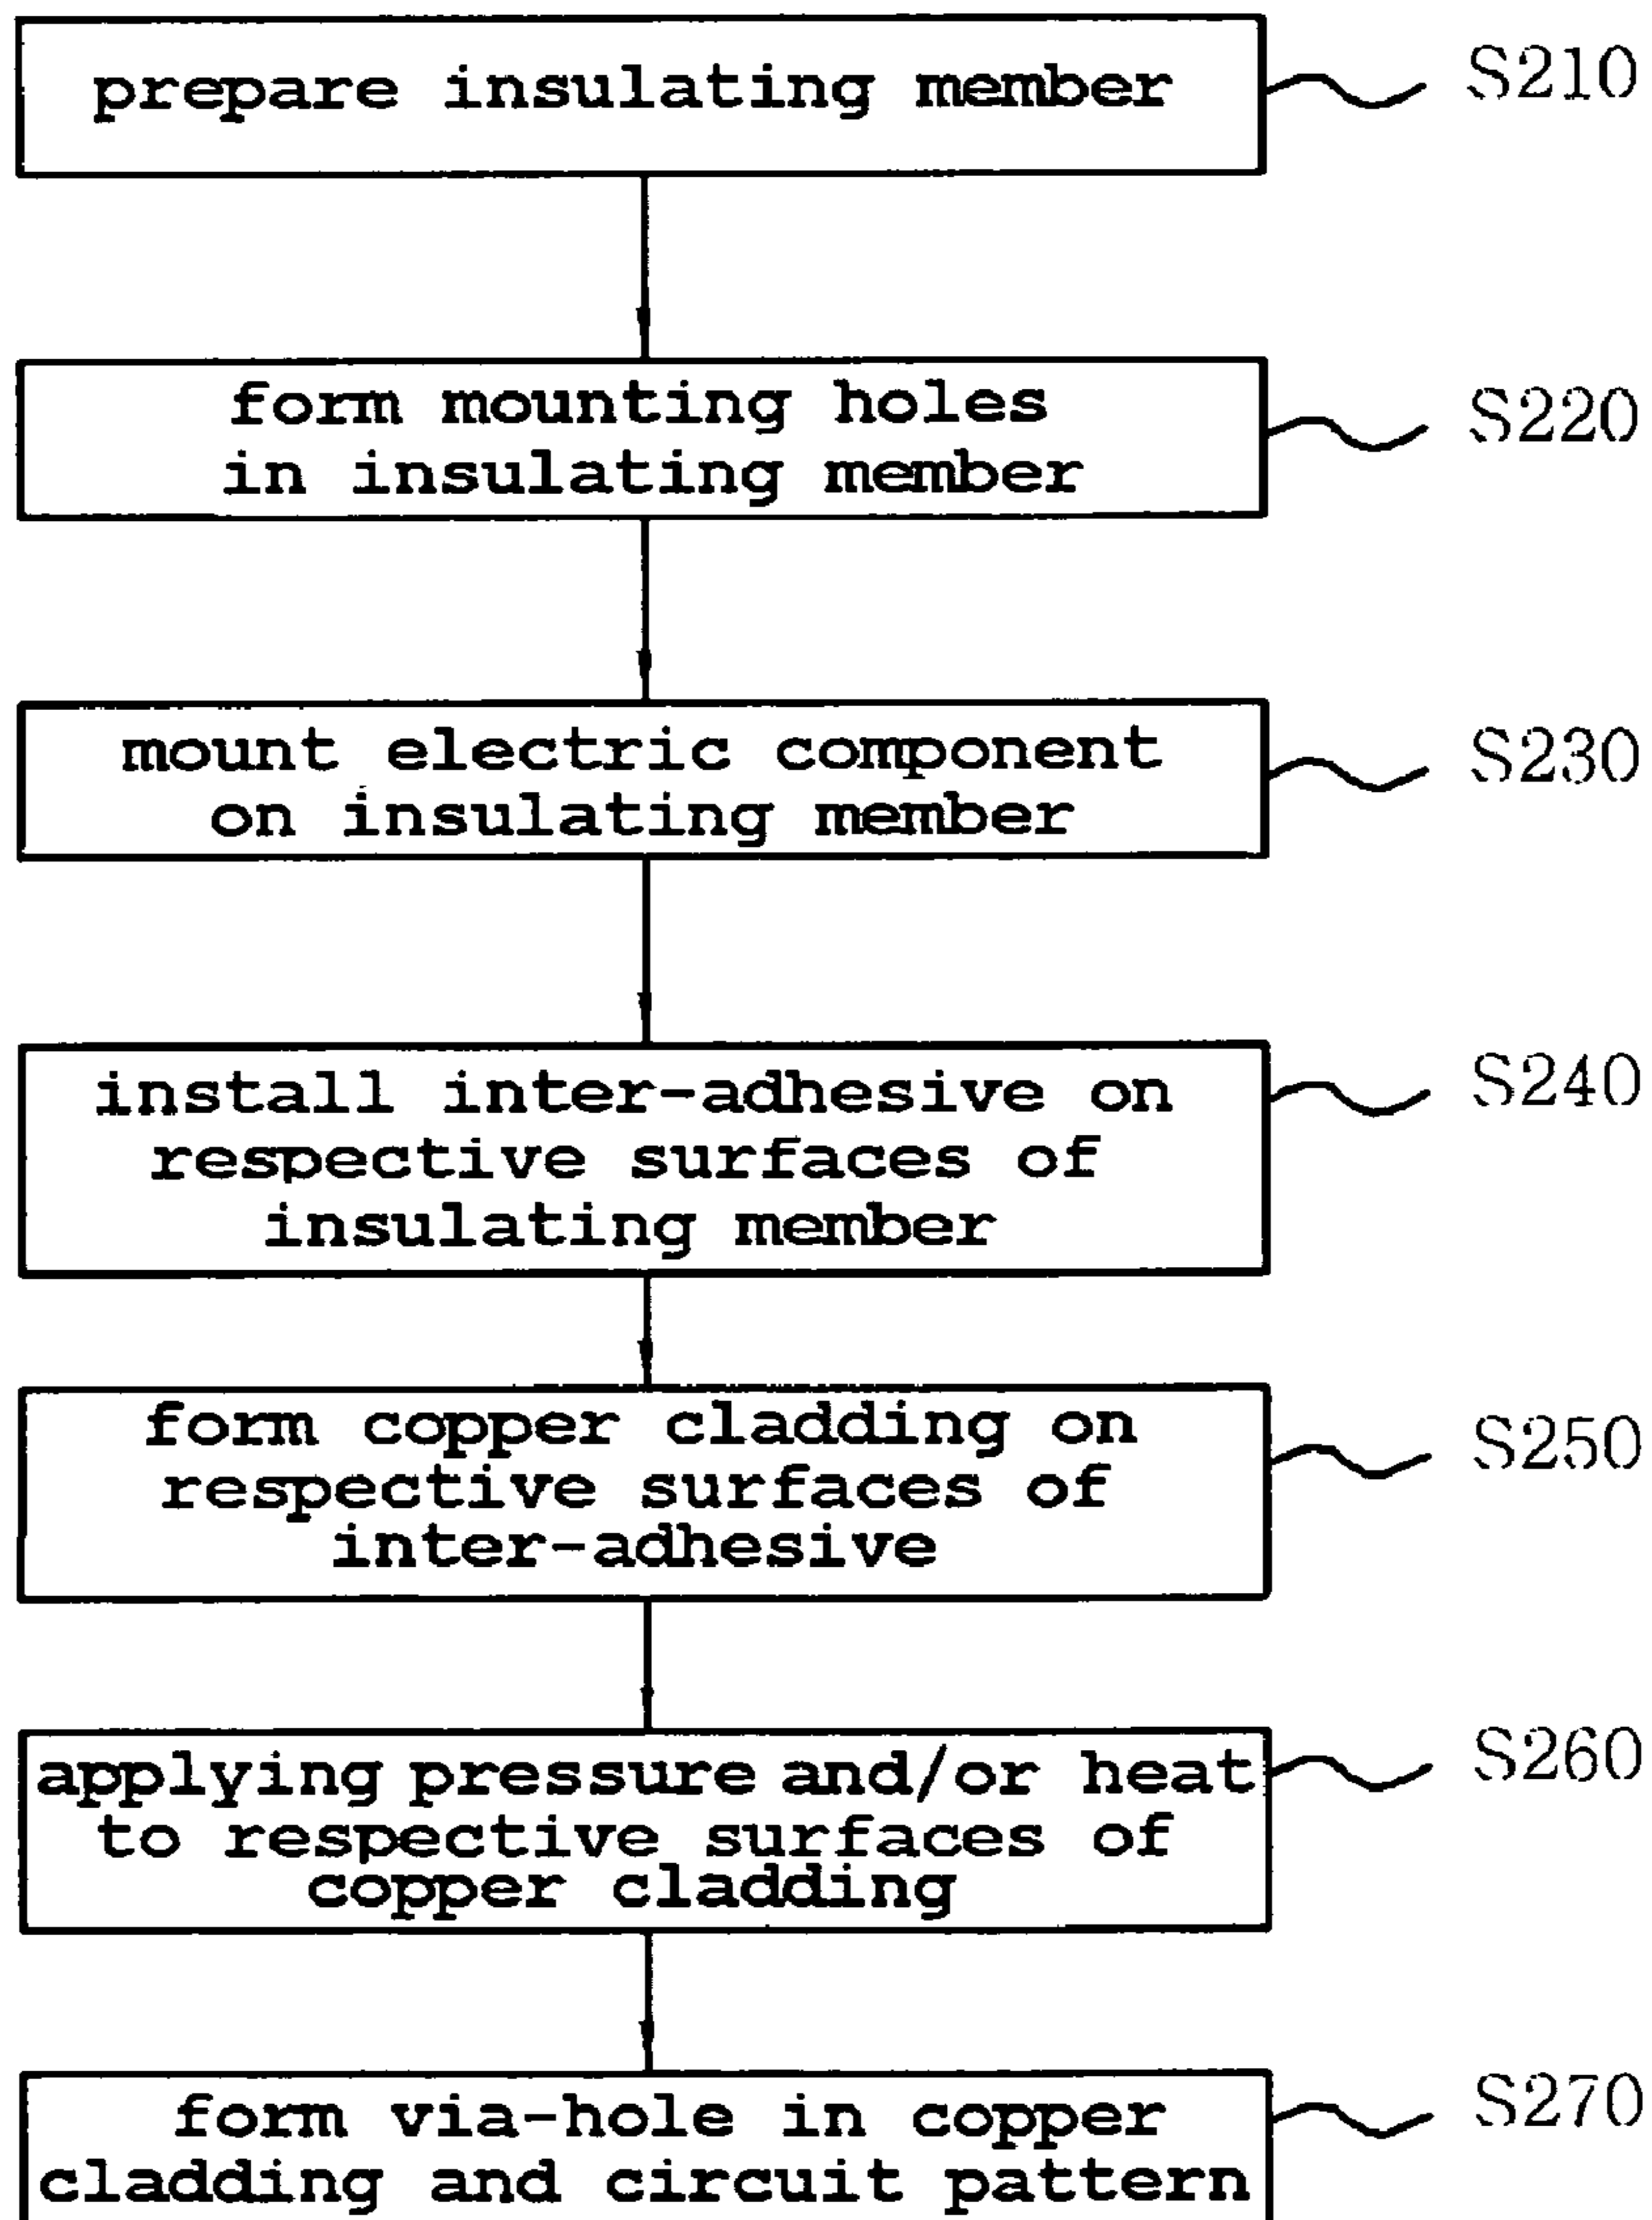 prepare insulating member
S210
form mounting holes
in insulating member
S220
mount electric component
on insulating member
S230
install inter-adhesive on
respective surfaces of
insulating member
S240
form copper cladding on
respective surfaces of
inter-adhesive
S250
applying pressure and/or heat
to respective surfaces of
copper cladding
S260
form via-hole in copper
cladding and circuit pattern
S270